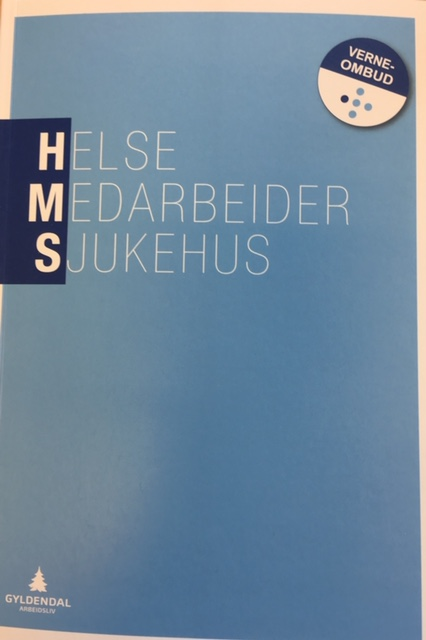 VERNE-
OMBUD
HELSE
MEDARBEIDER
SJUKEHUS
GYLDENDAL
ARBEIDSLIV